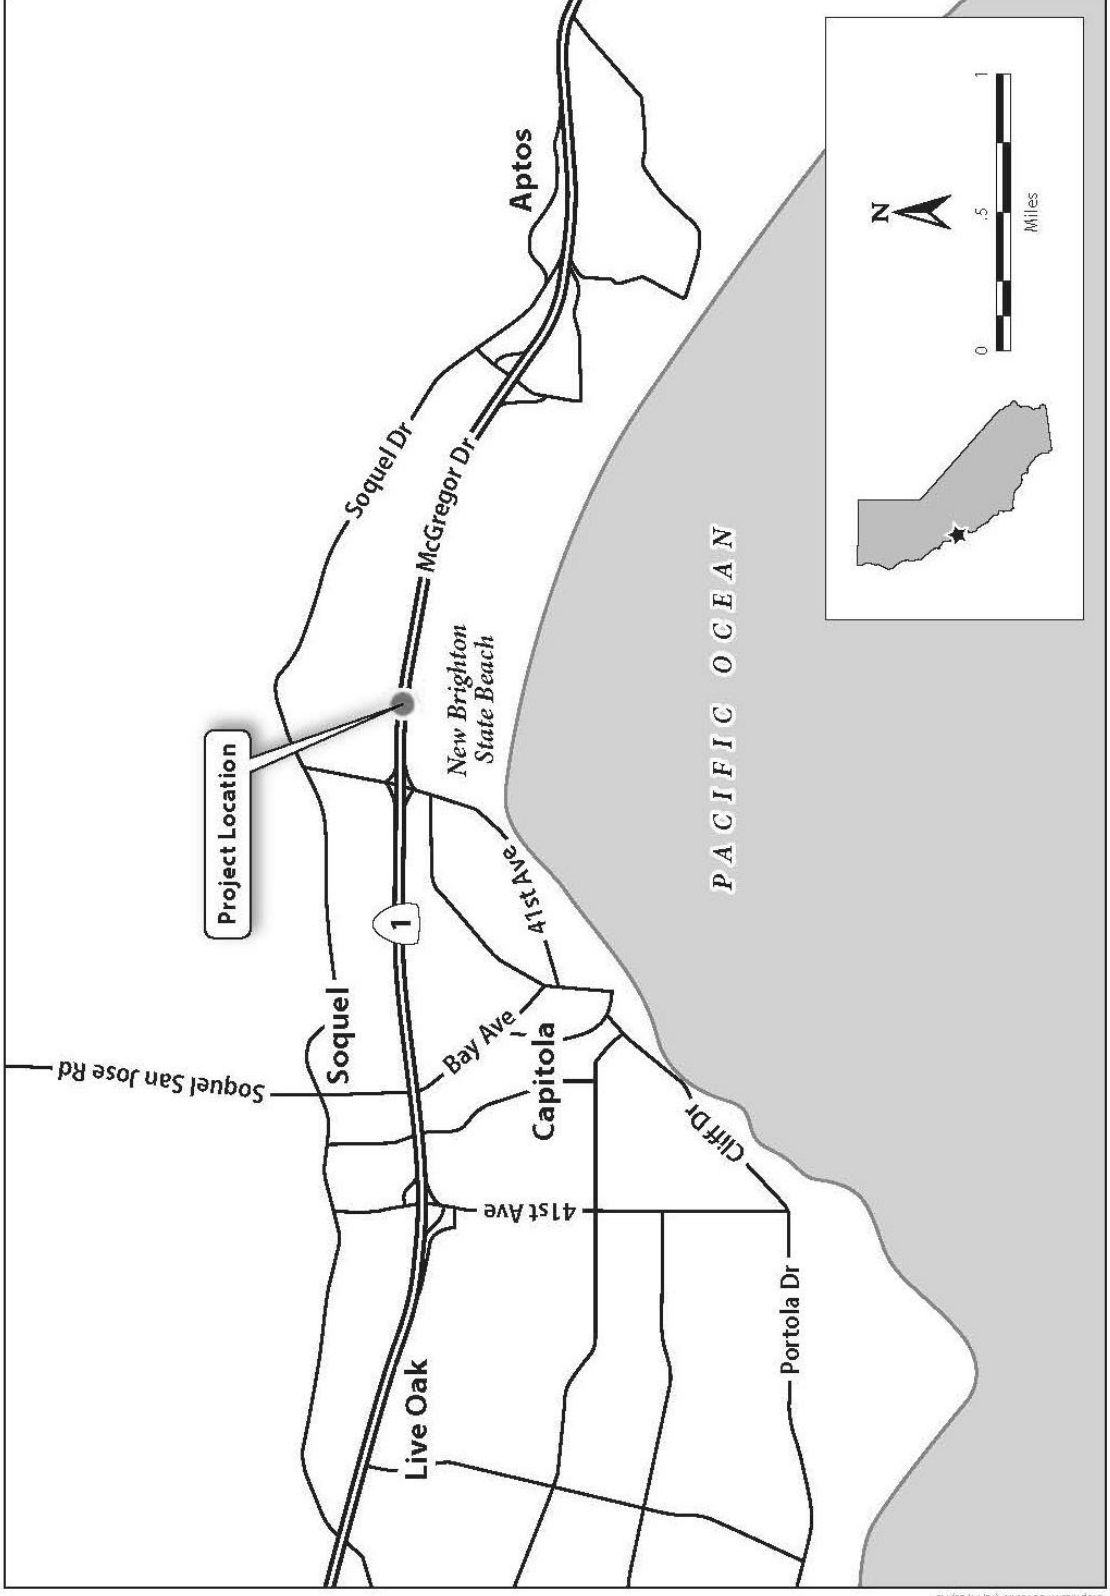 Aptos
Soquel Dr
McGregor Dr
New Brighton
State Beach
Project Location
1
41st Ave
Soquel
Soquel San Jose Rd
Bay Ave
Capitola
Cliff Dr
41st Ave
Portola Dr
Live Oak
PACIFIC OCEAN
N
0 .5 1
Miles